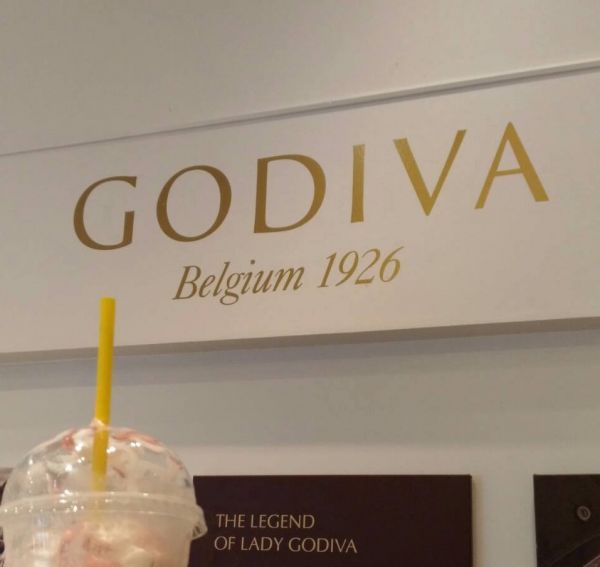 GODIVA
Belgium 1926
THE LEGEND
OF LADY GODIVA